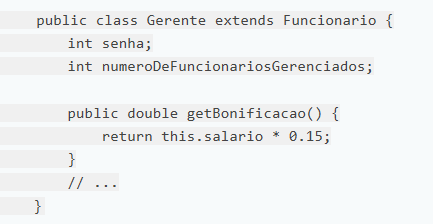 public class Gerente extends Funcionario {
    int senha;
    int numeroDeFuncionariosGerenciados;

    public double getBonificacao() {
        return this.salario * 0.15;
    }
    // ...
}